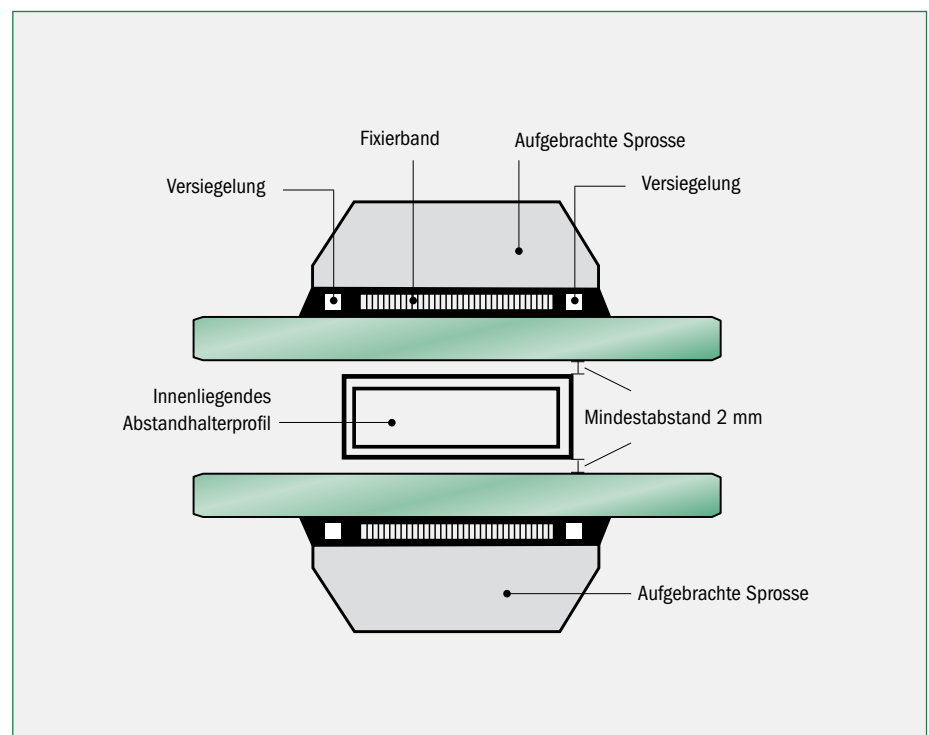 Fixierband
Aufgebrachte Sprosse
Versiegelung
Versiegelung
Innenliegendes
Abstandhalterprofil
Mindestabstand 2 mm
Aufgebrachte Sprosse